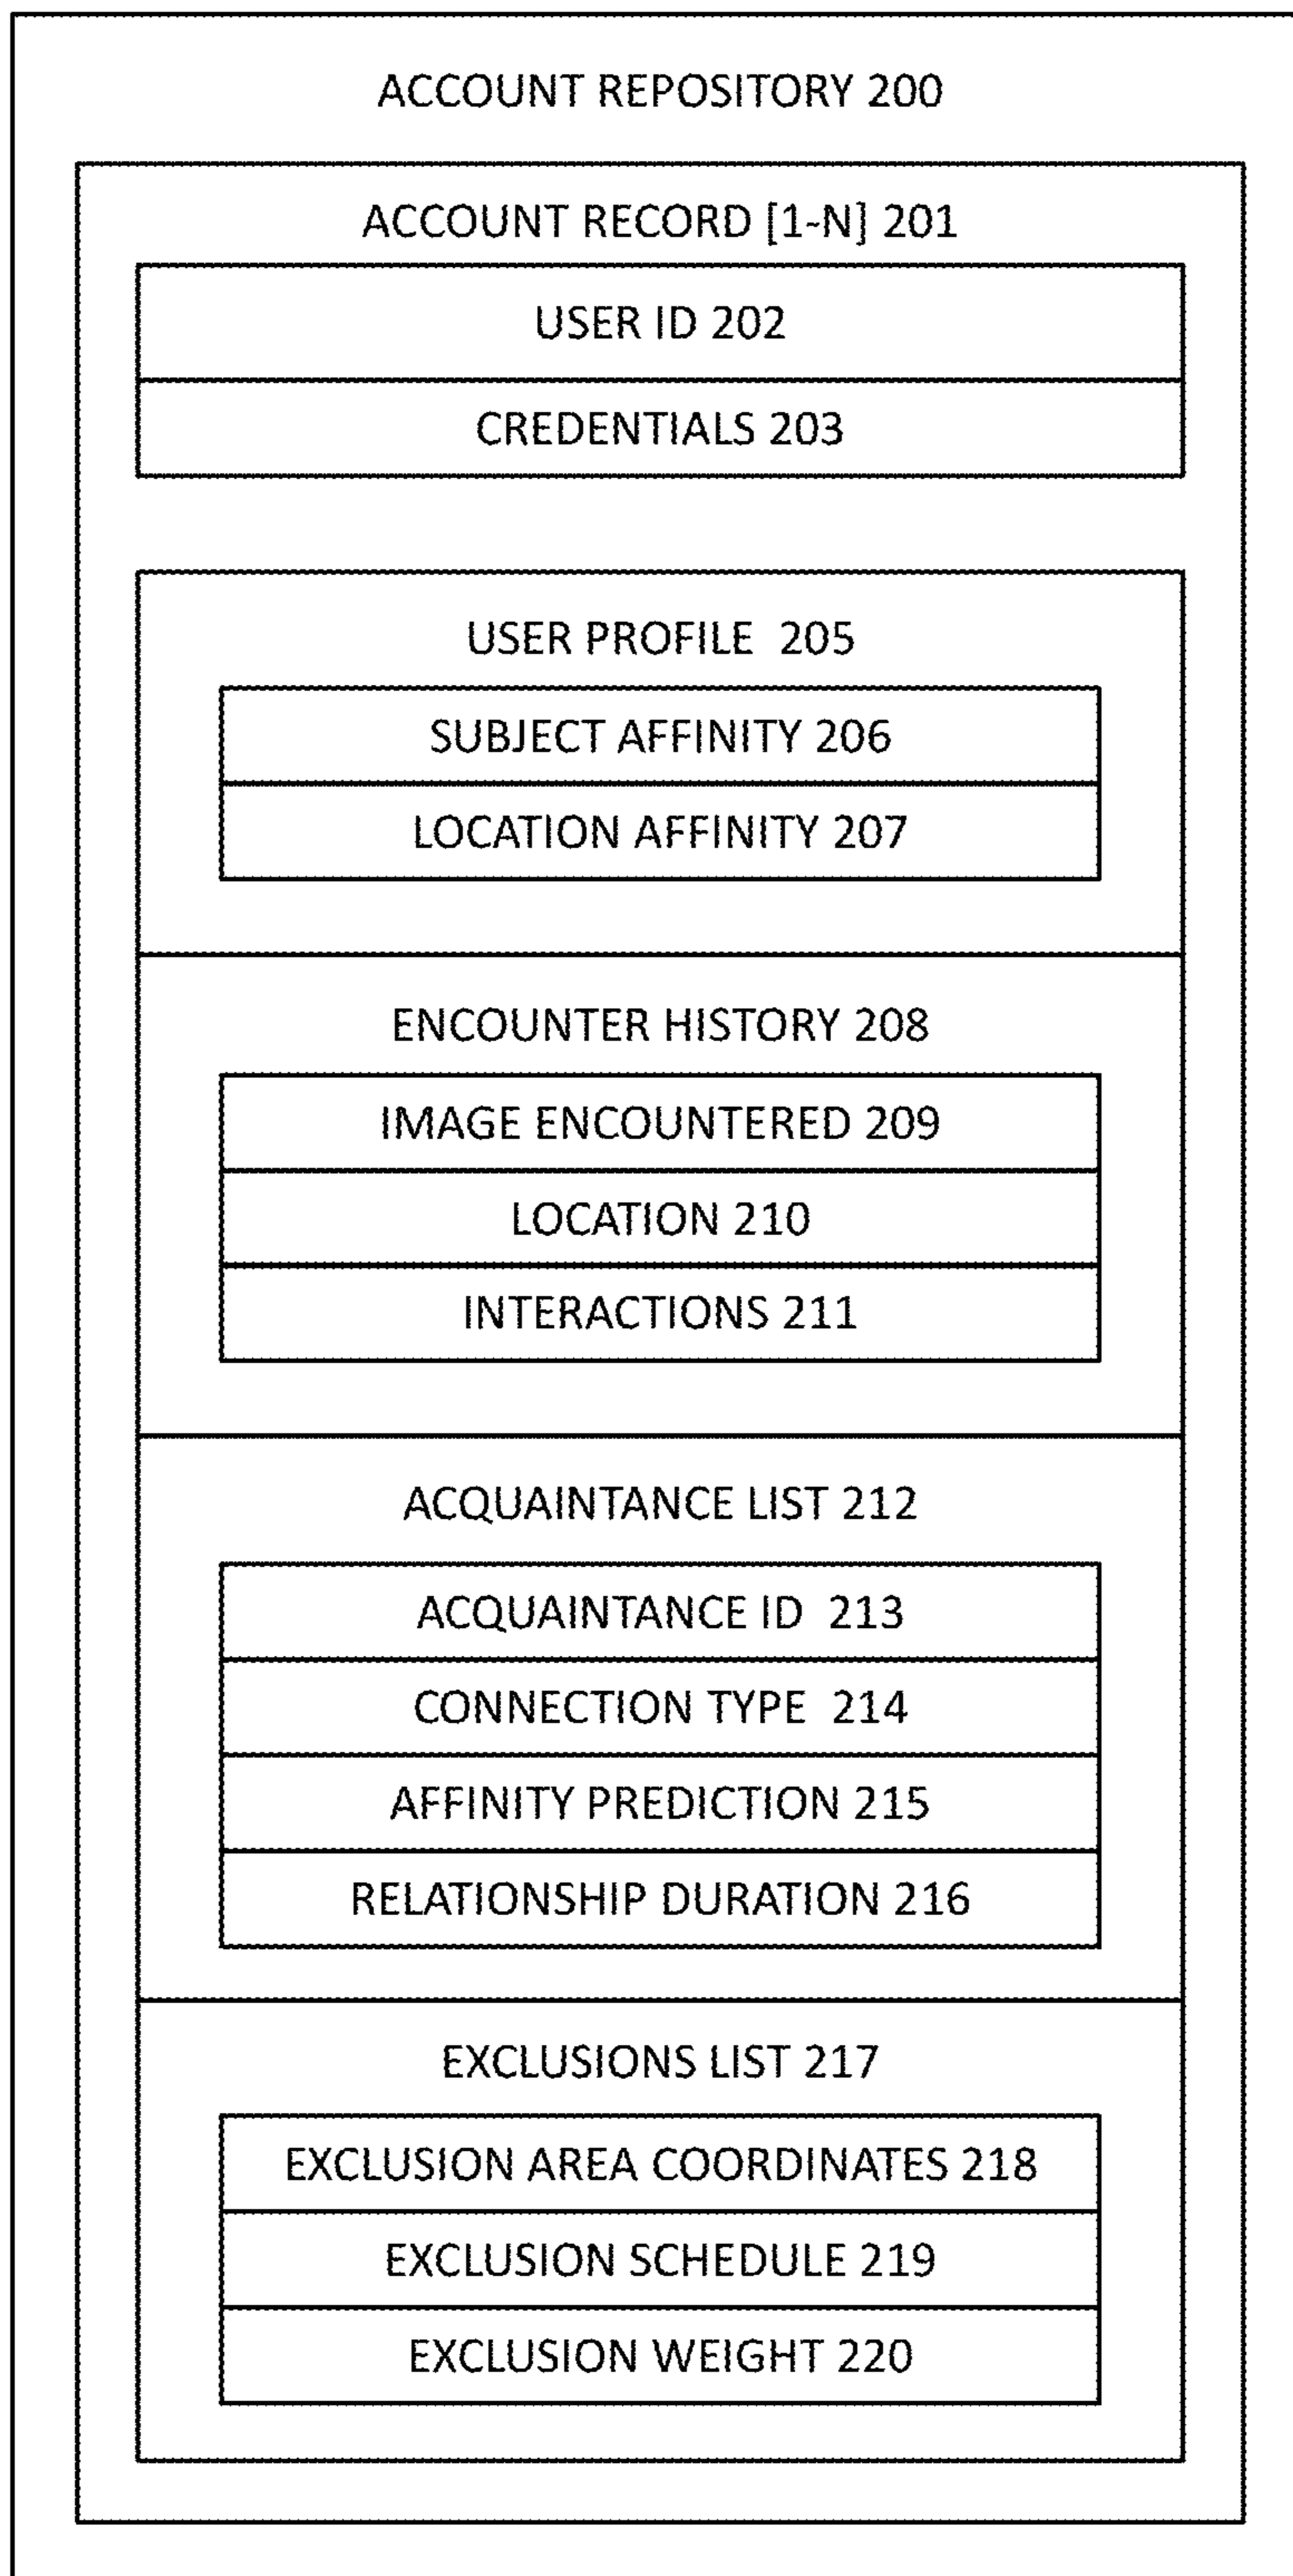 ACCOUNT REPOSITORY 200
ACCOUNT RECORD [1-N] 201
USER ID 202
CREDENTIALS 203
USER PROFILE 205
SUBJECT AFFINITY 206
LOCATION AFFINITY 207
ENCOUNTER HISTORY 208
IMAGE ENCOUNTERED 209
LOCATION 210
INTERACTIONS 211
ACQUAINTANCE LIST 212
ACQUAINTANCE ID 213
CONNECTION TYPE 214
AFFINITY PREDICTION 215
RELATIONSHIP DURATION 216
EXCLUSIONS LIST 217
EXCLUSION AREA COORDINATES 218
EXCLUSION SCHEDULE 219
EXCLUSION WEIGHT 220